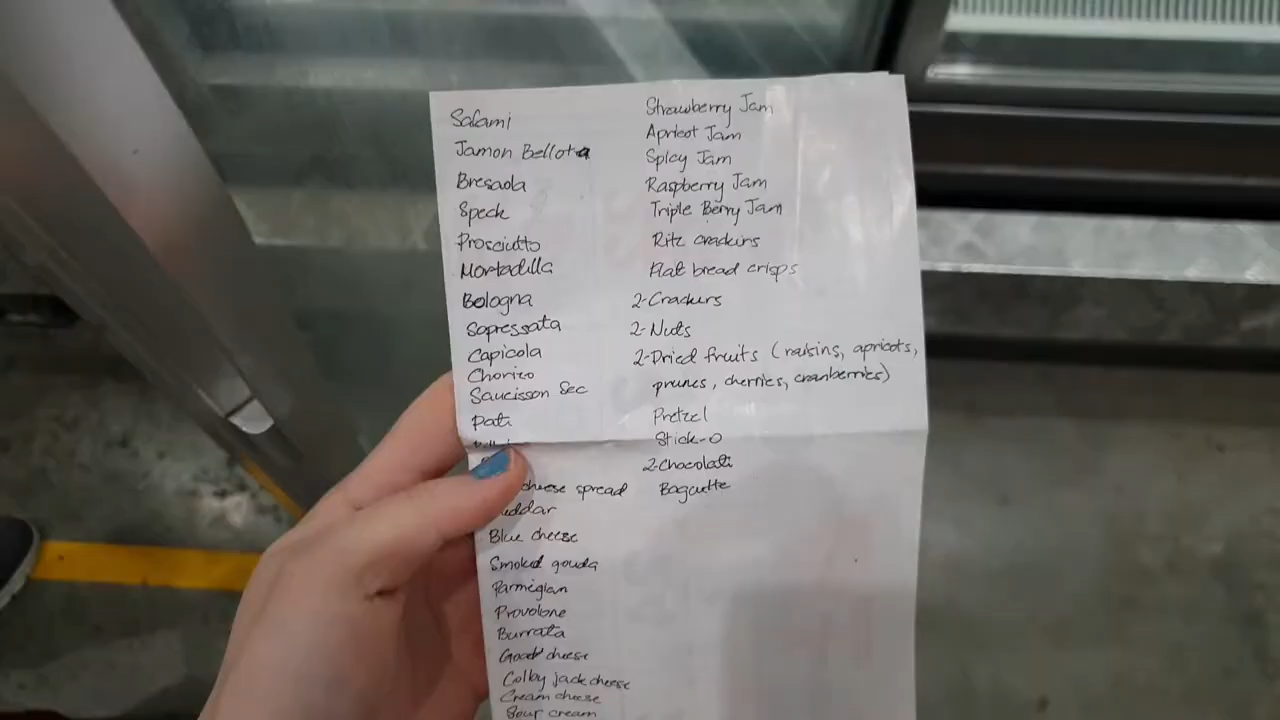 Salami
Jamon Bellota
Bresaola
Speck
Prosciutto
Mortadella
Bologna
Sopressata
Capicola
Chorizo
Saucisson Sec
Pate
cheese spread
eddar
Blue cheese
Smoked gouda
Parmigian
Provolone
Burrata
Goat cheese
Colby jack cheese
Cream cheese
Sour cream
Strawberry Jam
Apricot Jam
Spicy Jam
Raspberry Jam
Triple Berry Jam
Ritz crackers
Flat bread crisps
2-Crackers
2-Nuts
2-Dried fruits (raisins, apricots,
prunes, cherries, cranberries)
Pretzel
Stick-O
2-Chocolate
Baguette